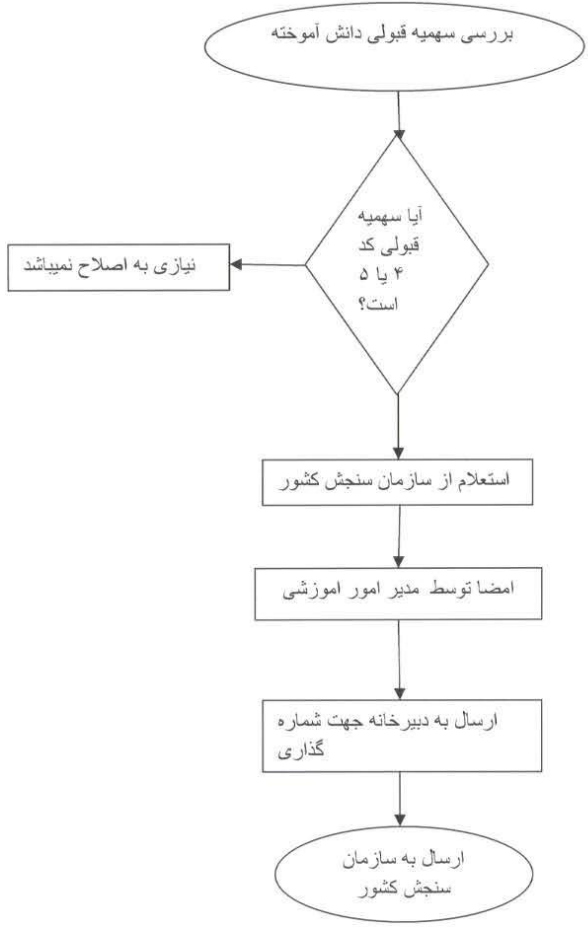 بررسی سهمیه قبولی دانش آموخته
آیا سهمیه
قبولی کد
۴ یا ۵
است؟
نیازی به اصلاح نمیباشد
استعلام از سازمان سنجش کشور
امضا توسط مدیر امور اموزشی
ارسال به دبیرخانه جهت شماره
گذاری
ارسال به سازمان
سنجش کشور